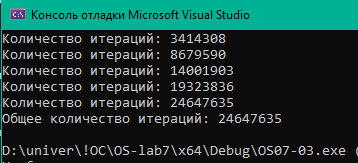 Консоль отладки Microsoft Visual Studio
Количество итераций: 3414308
Количество итераций: 8679590
Количество итераций: 14001903
Количество итераций: 19323836
Количество итераций: 24647635
Общее количество итераций: 24647635
D:\univer\!ОС\OS-lab7\x64\Debug\OS07-03.exe